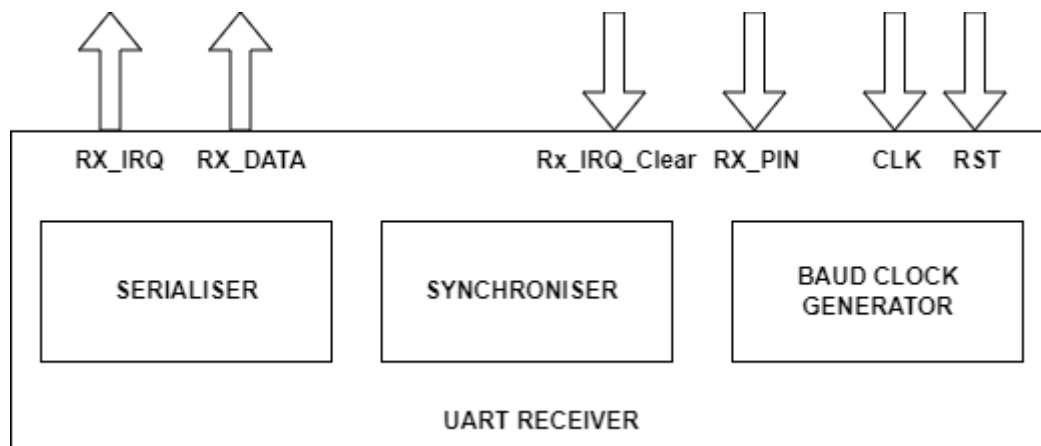 RX_IRQ RX_DATA Rx_IRQ_Clear RX_PIN CLK RST
SERIALISER
SYNCHRONISER
BAUD CLOCK
GENERATOR
UART RECEIVER